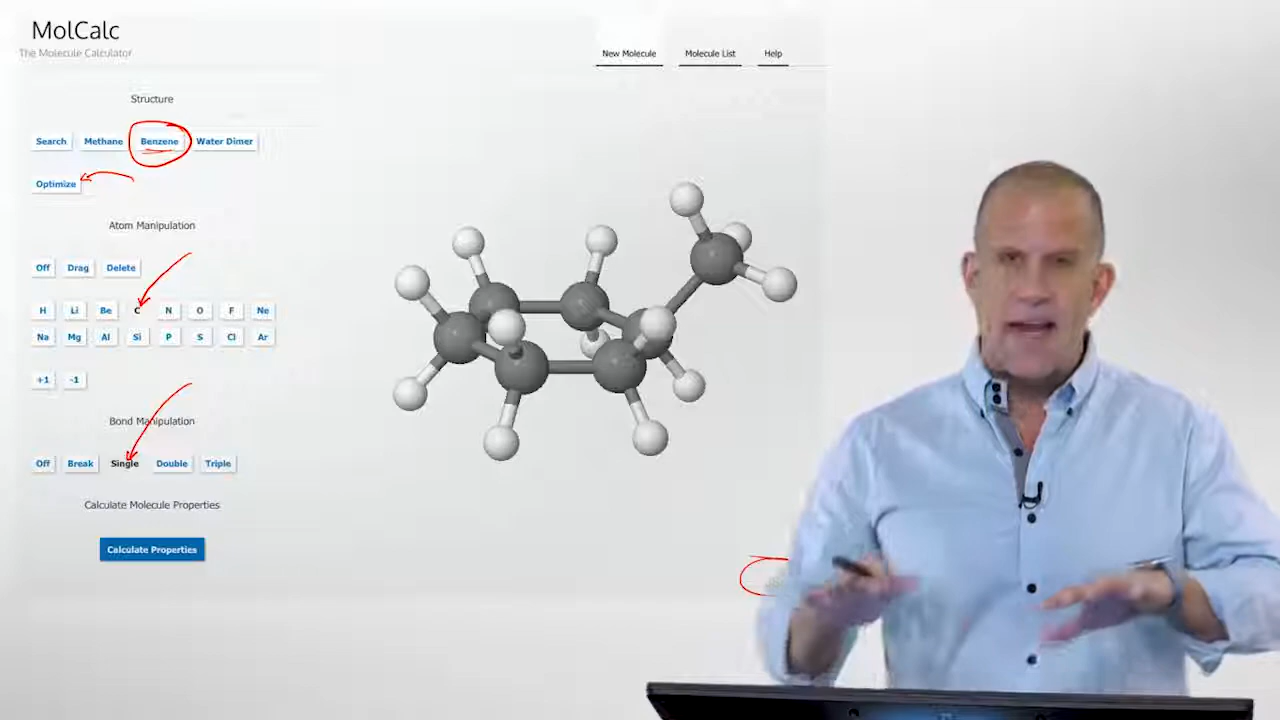 MolCalc
The Molecule Calculator
New Molecule Molecule List Help
Structure
Search Methane Benzene Water Dimer
Optimize
Atom Manipulation
Off Drag Delete
H Li Be C N O F Ne
Na Mg Al Si P S Cl Ar
+1 -1
Bond Manipulation
Off Break Single Double Triple
Calculate Molecule Properties
Calculate Properties